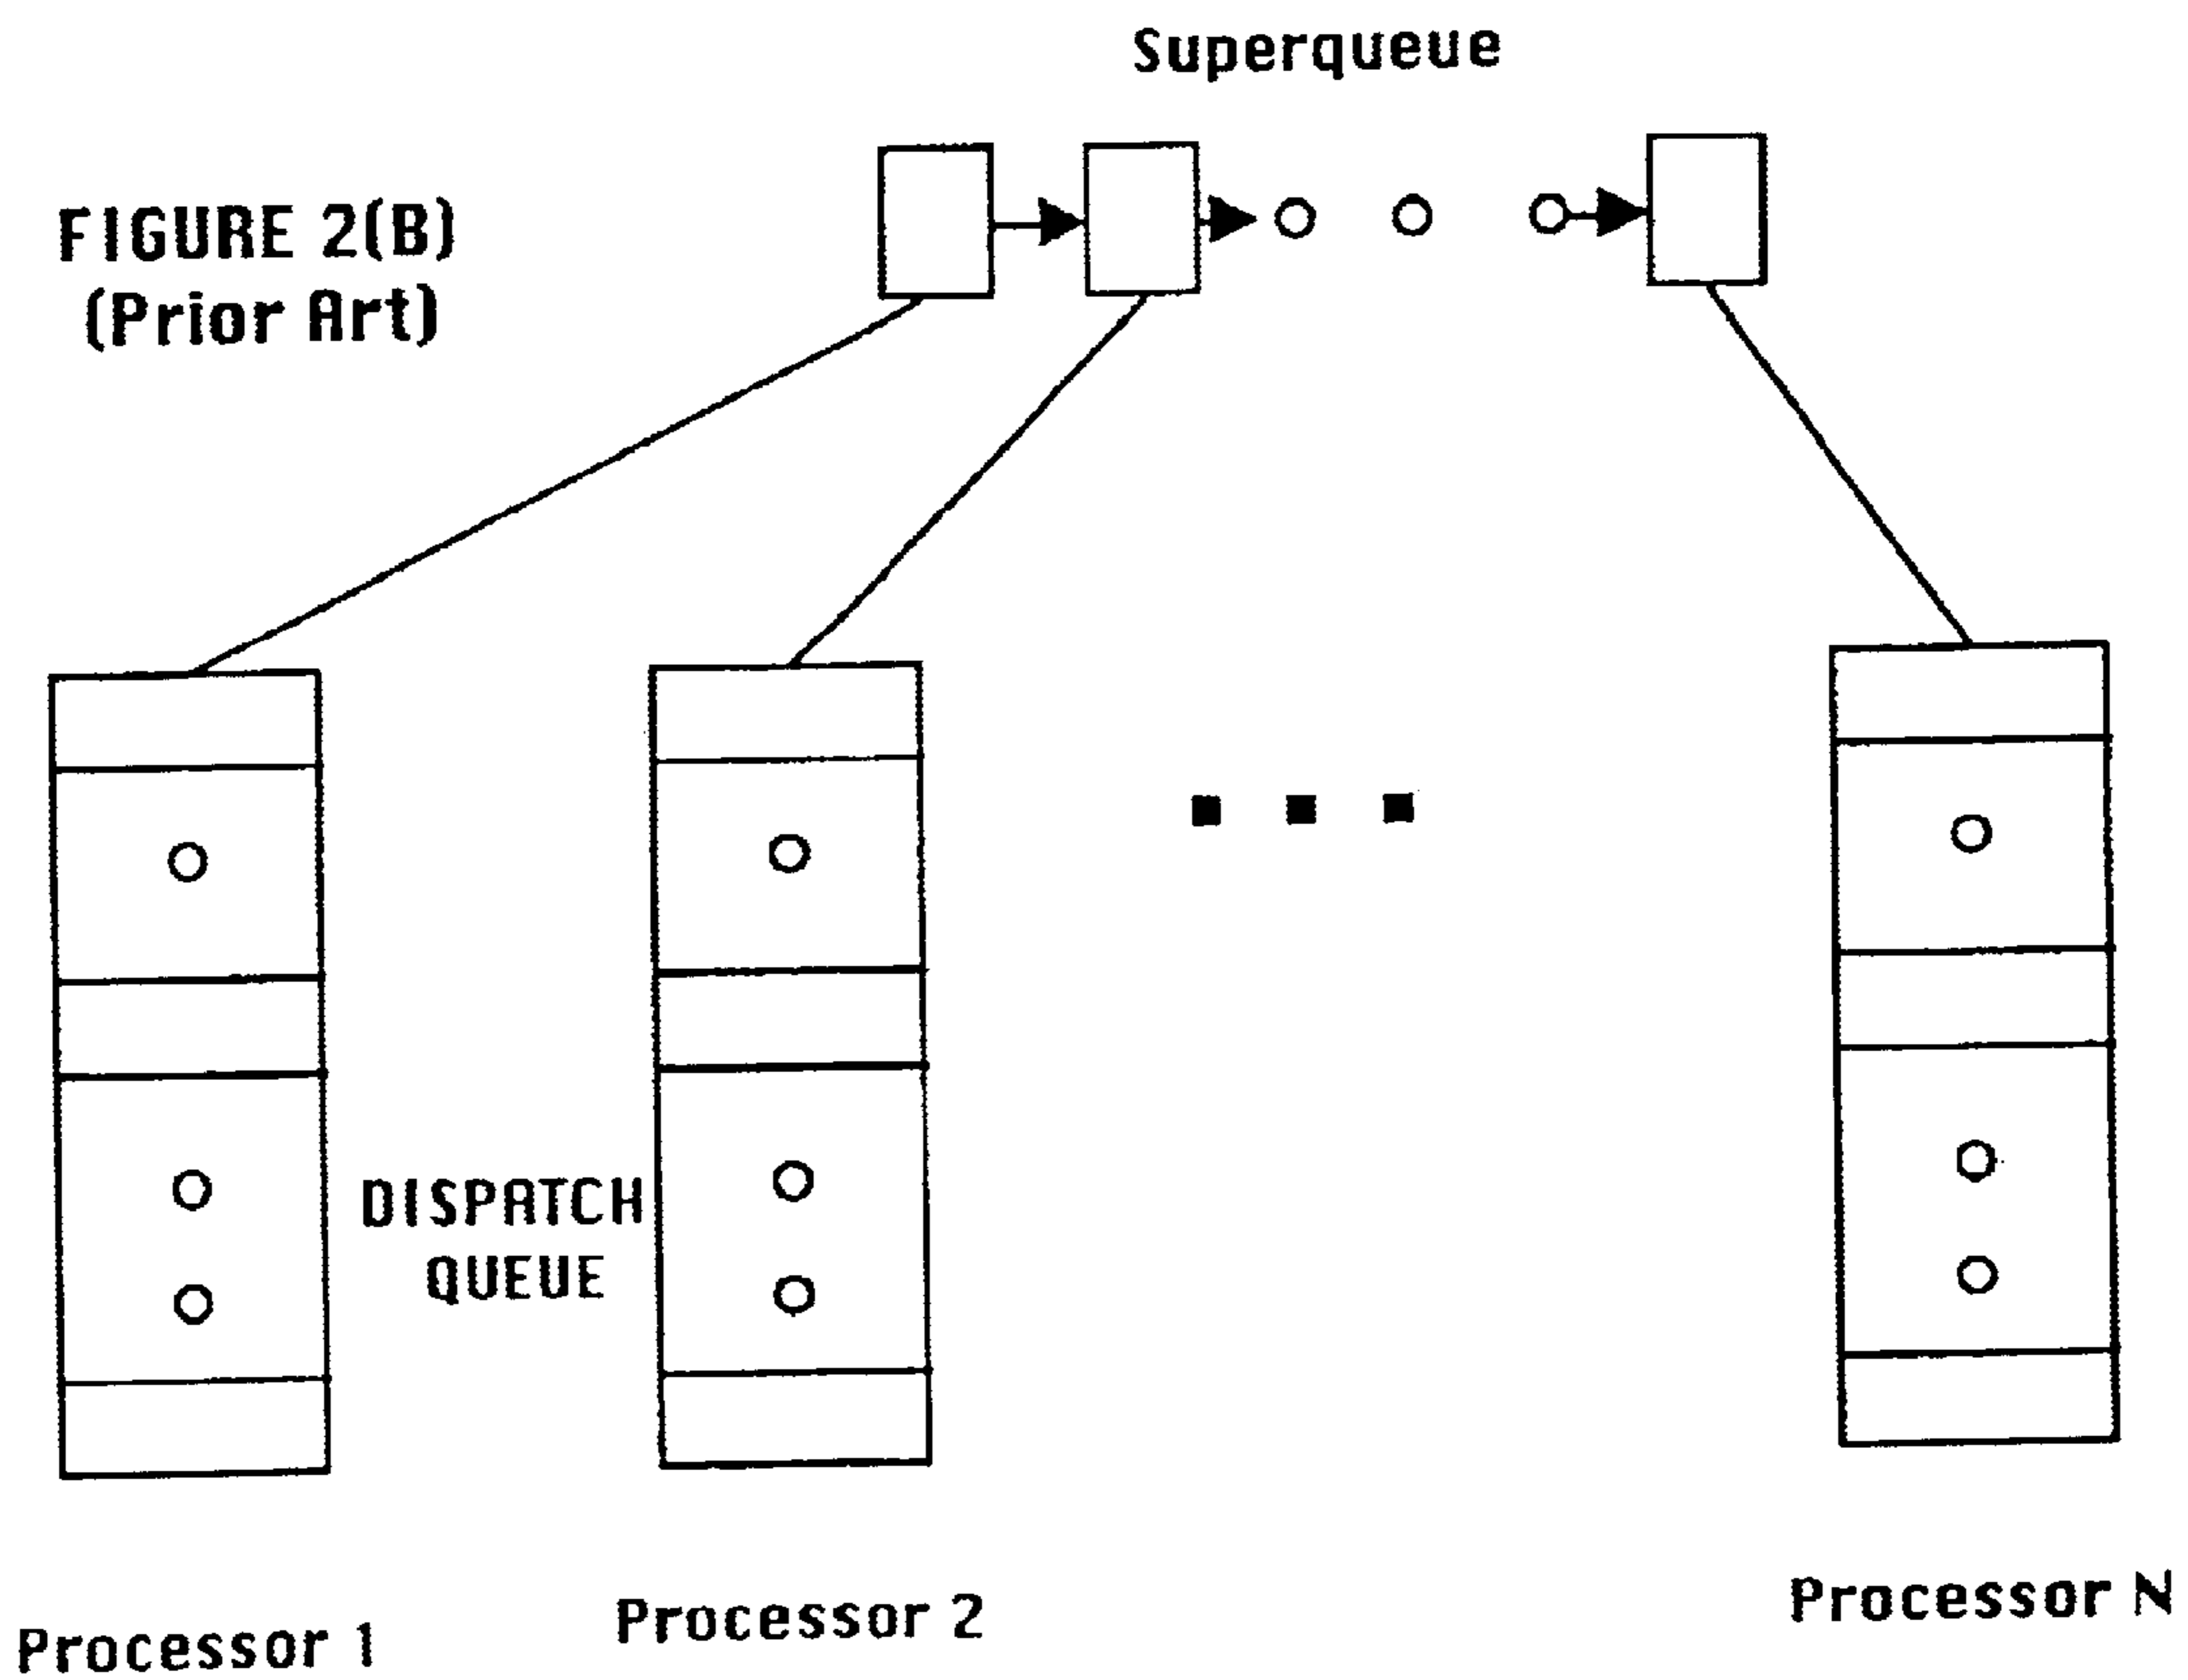 Superqueue
FIGURE 2(B)
(Prior Art)
DISPATCH
QUEUE
Processor 1
Processor 2
Processor N